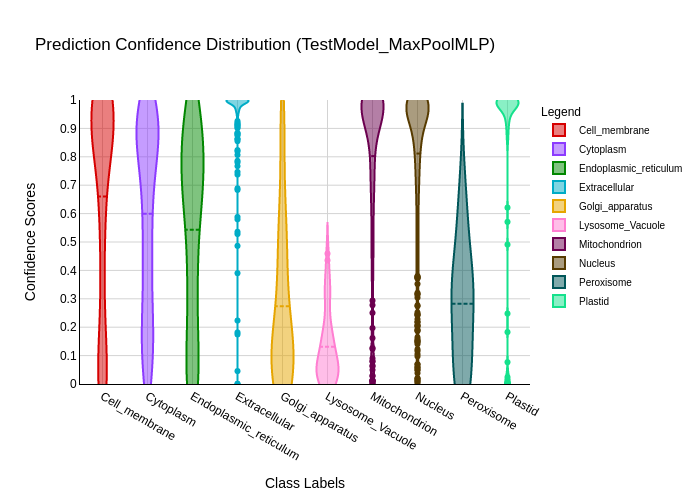 Prediction Confidence Distribution (TestModel_MaxPoolMLP)
Confidence Scores
1
0.9
0.8
0.7
0.6
0.5
0.4
0.3
0.2
0.1
0
Cell_membrane
Cytoplasm
Endoplasmic_reticulum
Extracellular
Golgi_apparatus
Lysosome_Vacuole
Mitochondrion
Nucleus
Peroxisome
Plastid
Class Labels
Legend
Cell_membrane
Cytoplasm
Endoplasmic_reticulum
Extracellular
Golgi_apparatus
Lysosome_Vacuole
Mitochondrion
Nucleus
Peroxisome
Plastid